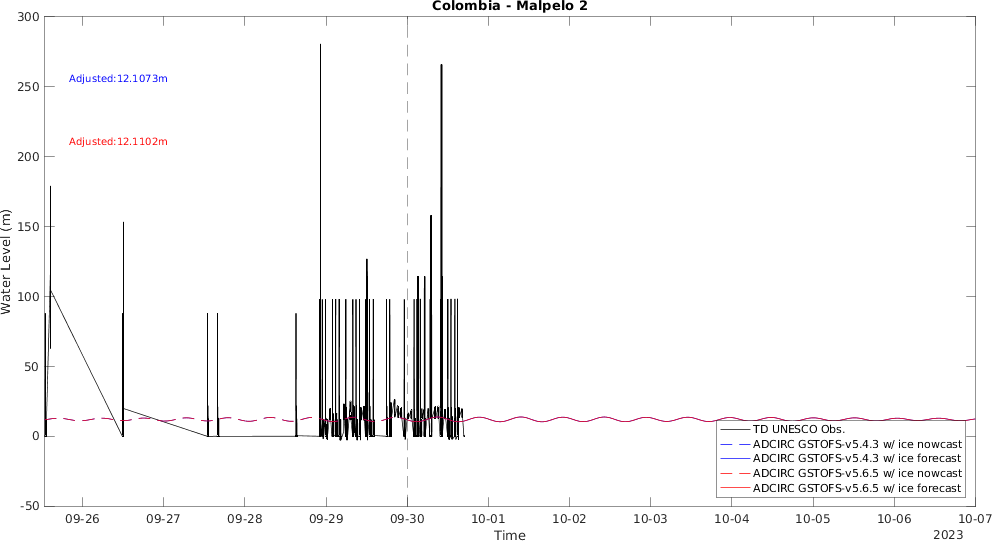 Colombia - Malpelo 2
300
250
200
150
100
50
0
-50
Water Level (m)
Adjusted:12.1073m
Adjusted:12.1102m
TD UNESCO Obs.
ADCIRC GSTOFS-v5.4.3 w/ ice nowcast
ADCIRC GSTOFS-v5.4.3 w/ ice forecast
ADCIRC GSTOFS-v5.6.5 w/ ice nowcast
ADCIRC GSTOFS-v5.6.5 w/ ice forecast
09-26 09-27 09-28 09-29 09-30 10-01 10-02 10-03 10-04 10-05 10-06 10-07
Time
2023